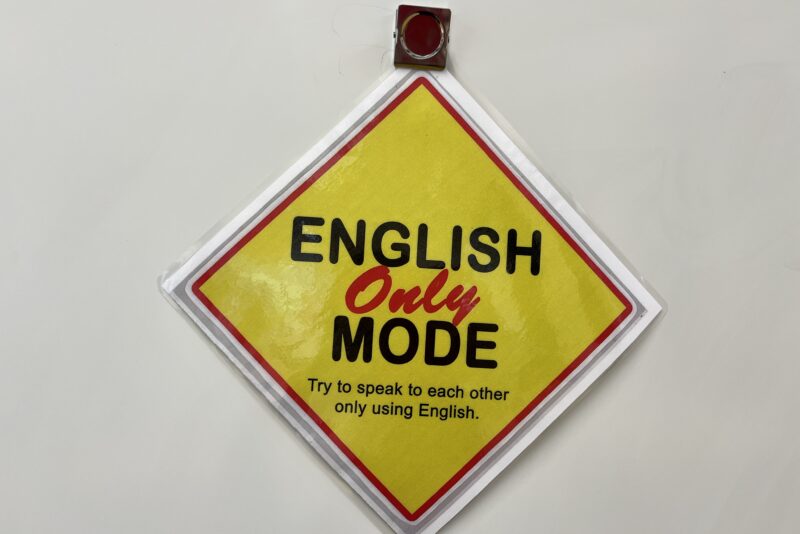 ENGLISH
Only
MODE
Try to speak to each other
only using English.